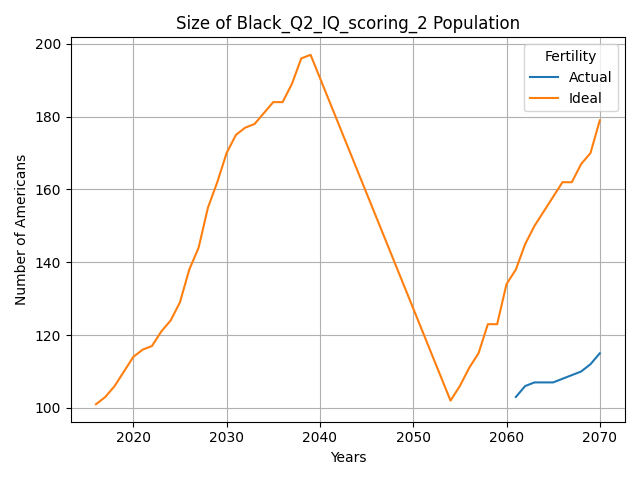 Size of Black_Q2_IQ_scoring_2 Population
Fertility
Actual
Ideal
Number of Americans
200
180
160
140
120
100
2020
2030
2040
2050
2060
2070
Years